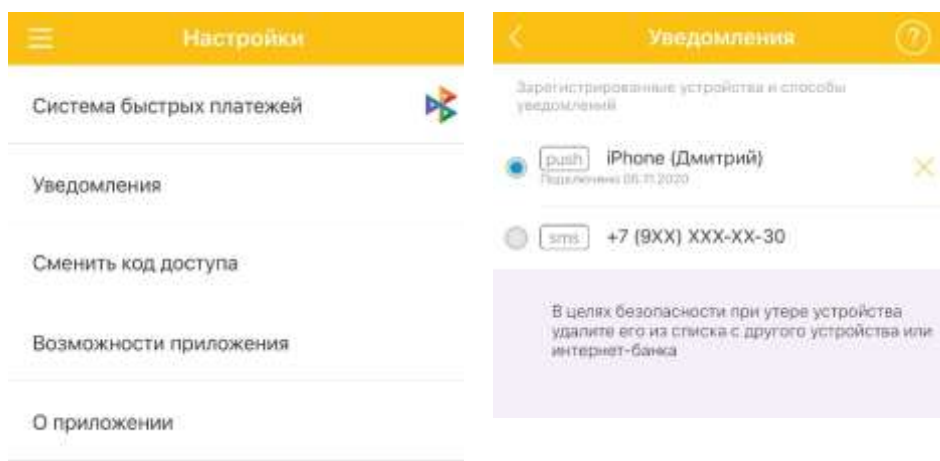 Настройки
Система быстрых платежей
Уведомления
Сменить код доступа
Возможности приложения
О приложении
Уведомления
?
Зарегистрированные устройства и способы
уведомлений
push iPhone (Дмитрий)
Подключено 06.11.2020
sms +7 (9XX) XXX-XX-30
В целях безопасности при утере устройства
удалите его из списка с другого устройства или
интернет-банка